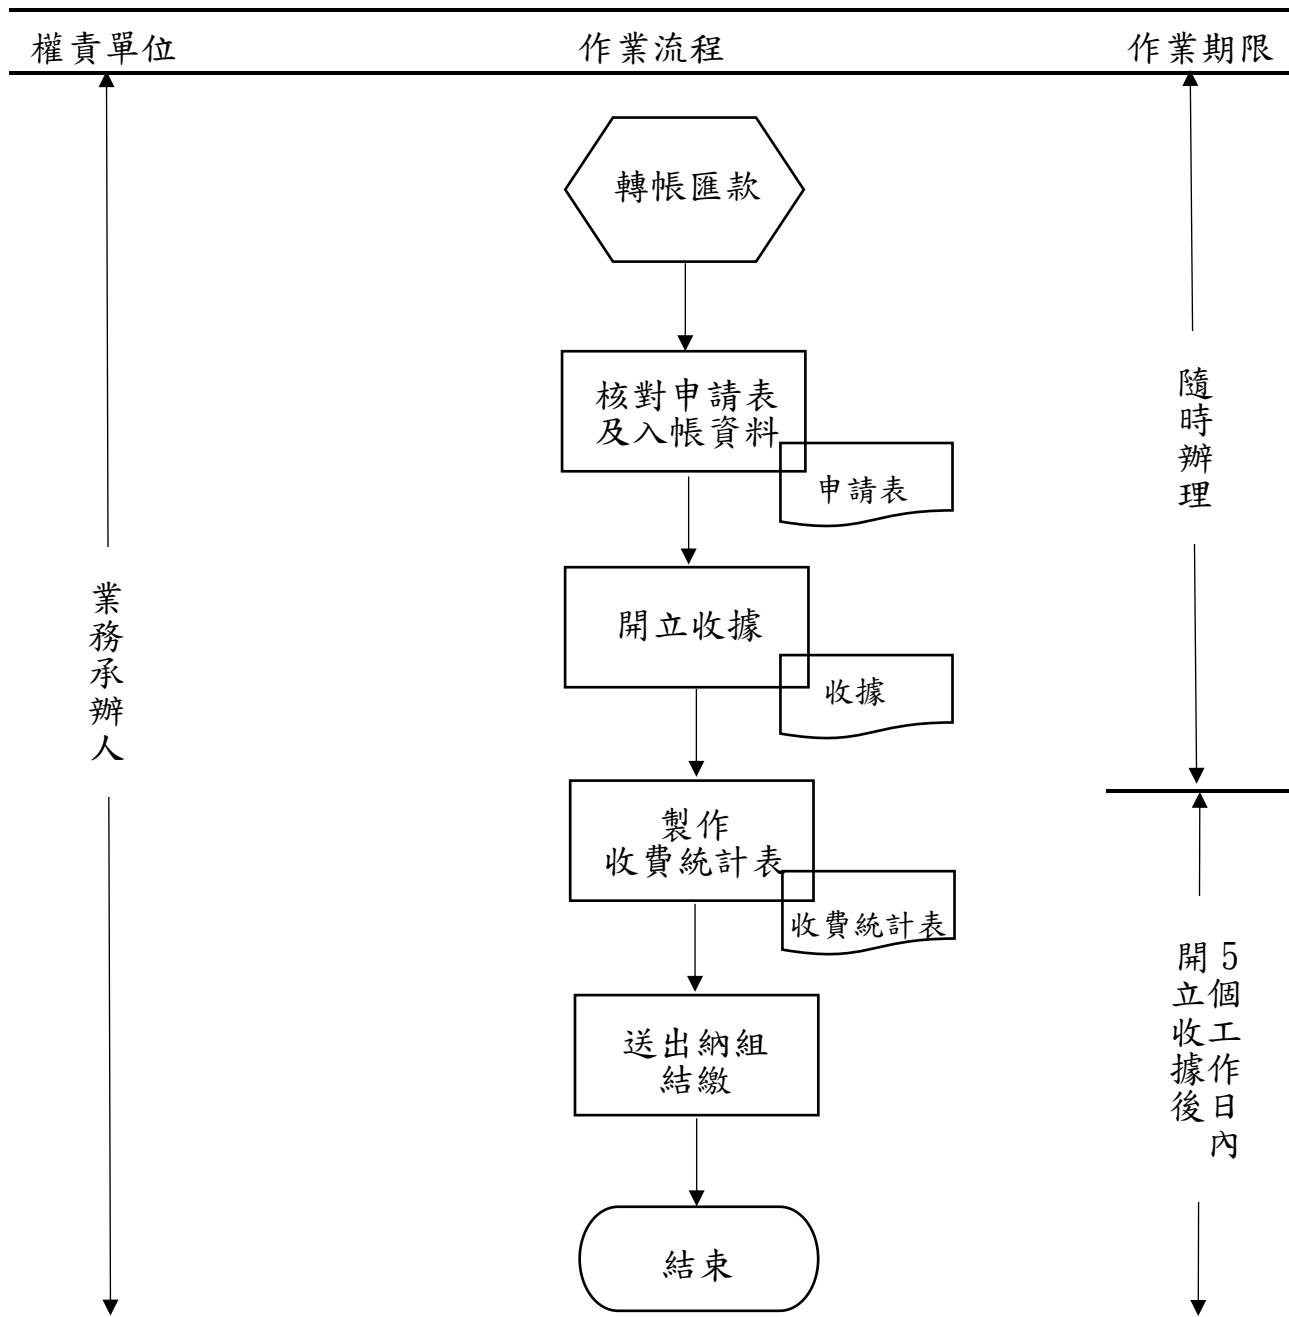 權責單位
作業流程
作業期限
轉帳匯款
核對申請表
及入帳資料
申請表
隨時辦理
開立收據
收據
業務承辦人
製作
收費統計表
收費統計表
開立收據後
5個工作日內
送出納組
結繳
結束